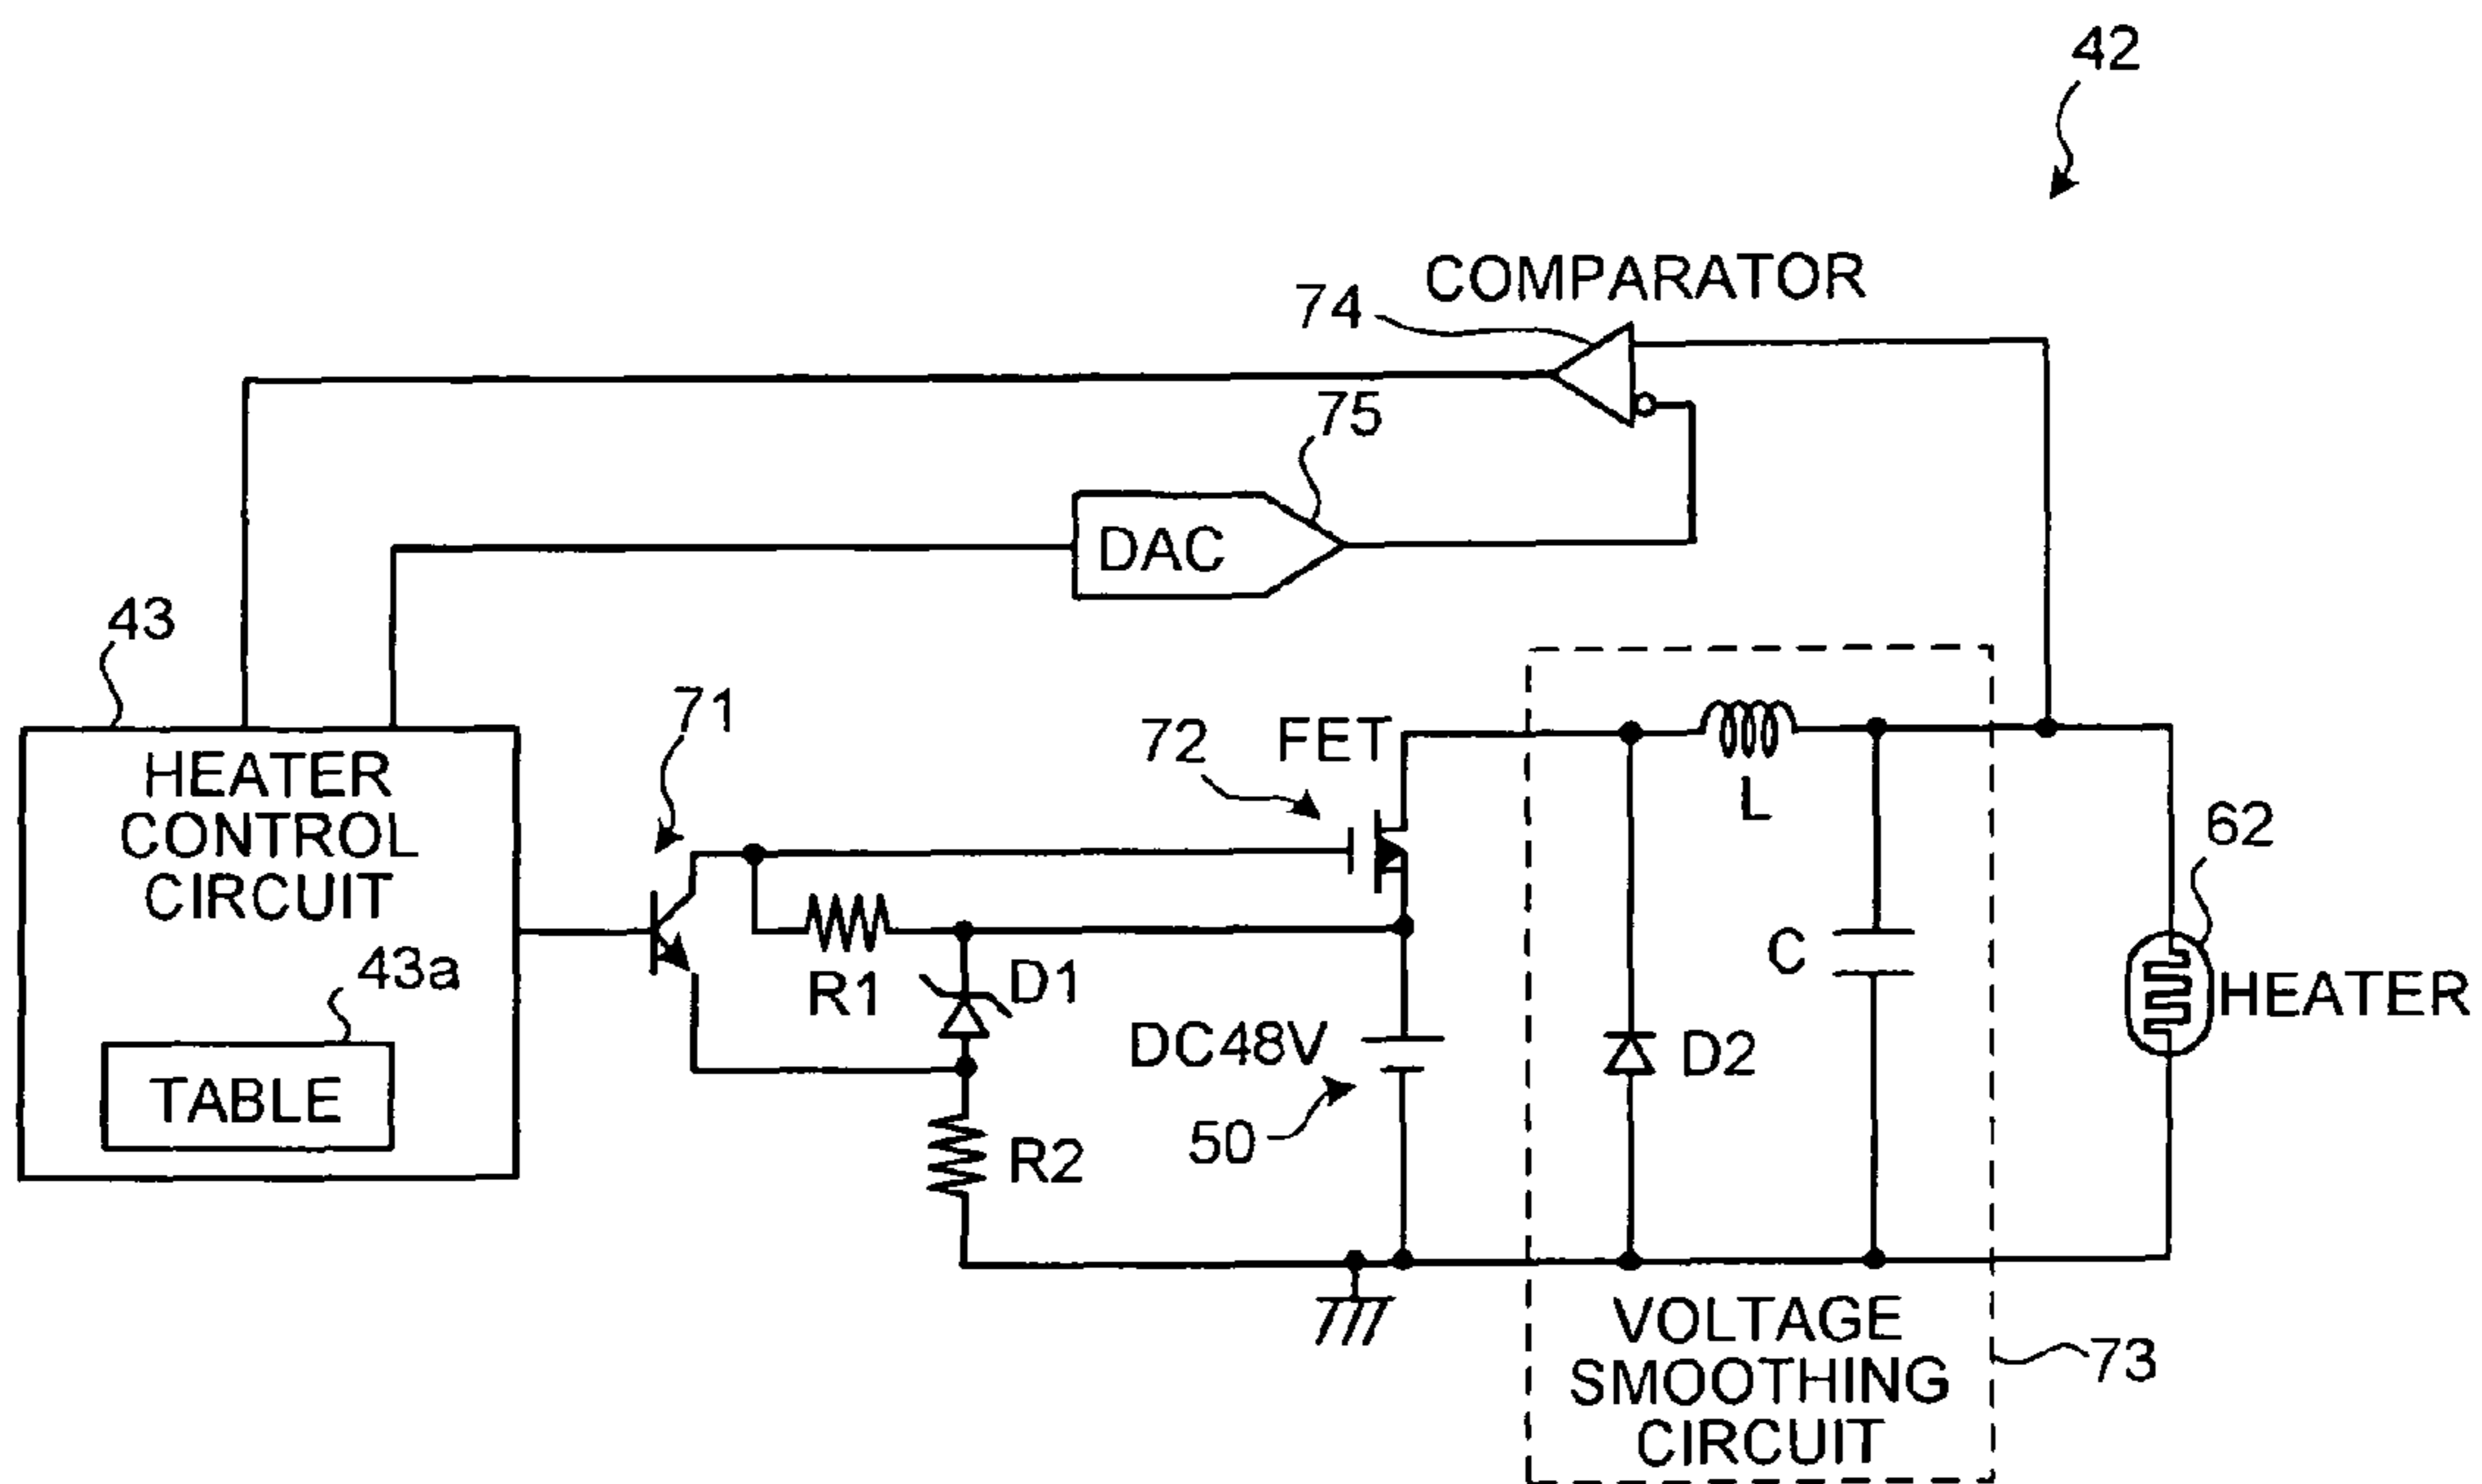 42
COMPARATOR
74
75
DAC
43
HEATER
CONTROL
CIRCUIT
43a
TABLE
71
72
FET
R1
D1
R2
DC48V
50
L
C
D2
62
HEATER
VOLTAGE
SMOOTHING
CIRCUIT
73